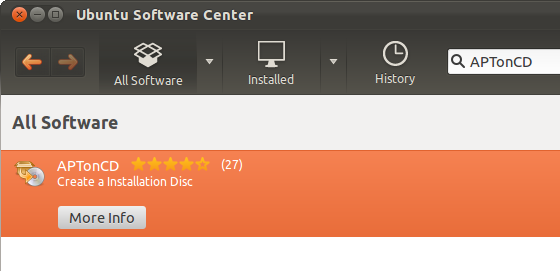 Ubuntu Software Center
All Software
Installed
History
APTonCD
All Software
APTonCD (27)
Create a Installation Disc
More Info